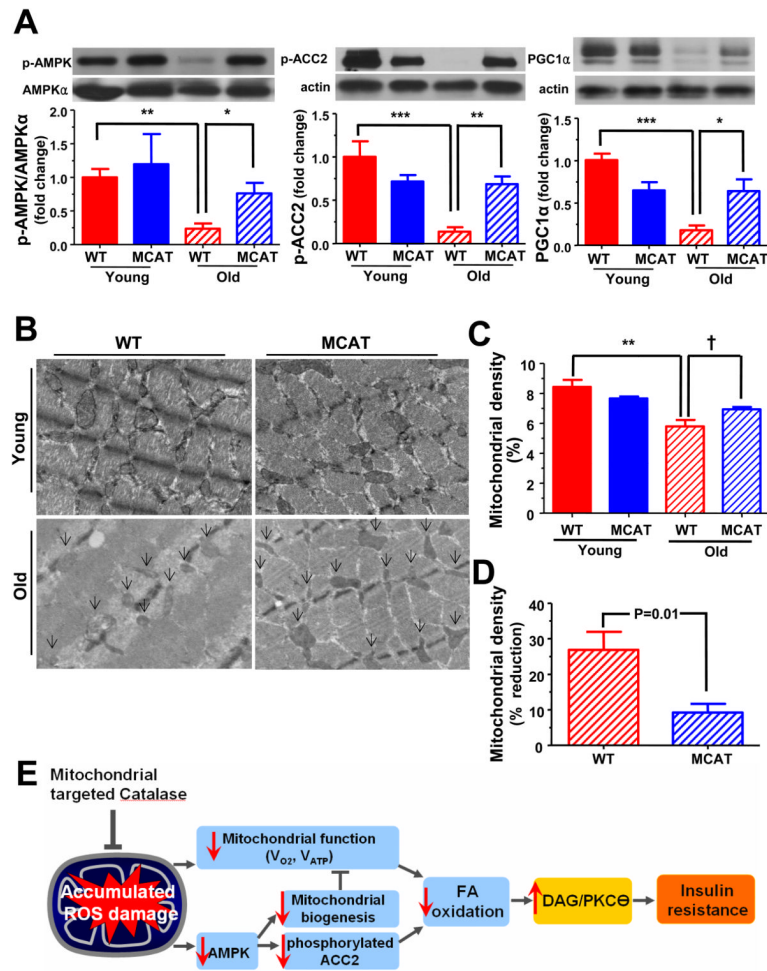 A
p-AMPK
AMPKα
p-ACC2
actin
PGC1α
actin
p-AMPK/AMPKα
(fold change)
2.0
1.5
1.0
0.5
0.0
**
*
WT
MCAT
WT
MCAT
Young
Old
p-ACC2
(fold change)
1.5
1.0
0.5
0.0
***
**
WT
MCAT
WT
MCAT
Young
Old
PGC1α (fold change)
1.5
1.0
0.5
0.0
***
*
WT
MCAT
WT
MCAT
Young
Old
B
WT
MCAT
Young
Old
C
Mitochondrial density
(%)
10
8
6
4
2
0
**
†
WT
MCAT
WT
MCAT
Young
Old
D
Mitochondrial density
(% reduction)
40
30
20
10
0
P=0.01
WT
MCAT
E
Mitochondrial
targeted Catalase
Accumulated
ROS damage
Mitochondrial function
(VO2, VATP)
Mitochondrial
biogenesis
AMPK
phosphorylated
ACC2
FA
oxidation
DAG/PKCΘ
Insulin
resistance